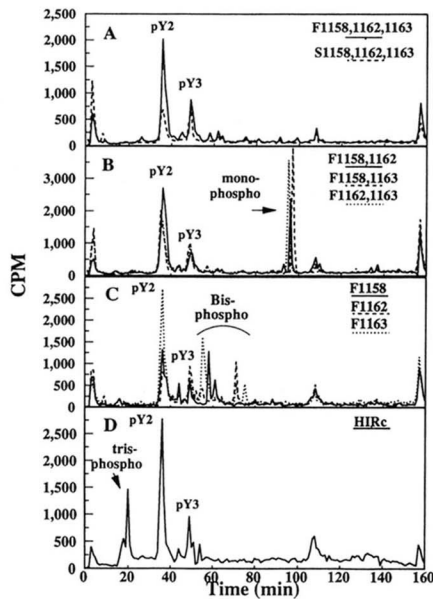 CPM
A
pY2
pY3
F1158,1162,1163
S1158,1162,1163
2,500
2,000
1,500
1,000
500
0
B
pY2
pY3
mono-
phospho
F1158,1162
F1158,1163
F1162,1163
3,000
2,000
1,000
0
C
pY2
pY3
Bis-
phospho
F1158
F1162
F1163
2,500
2,000
1,500
1,000
500
0
D
pY2
pY3
tris-
phospho
HIRc
2,500
2,000
1,500
1,000
500
0
0 20 40 60 80 100 120 140 160
Time (min)